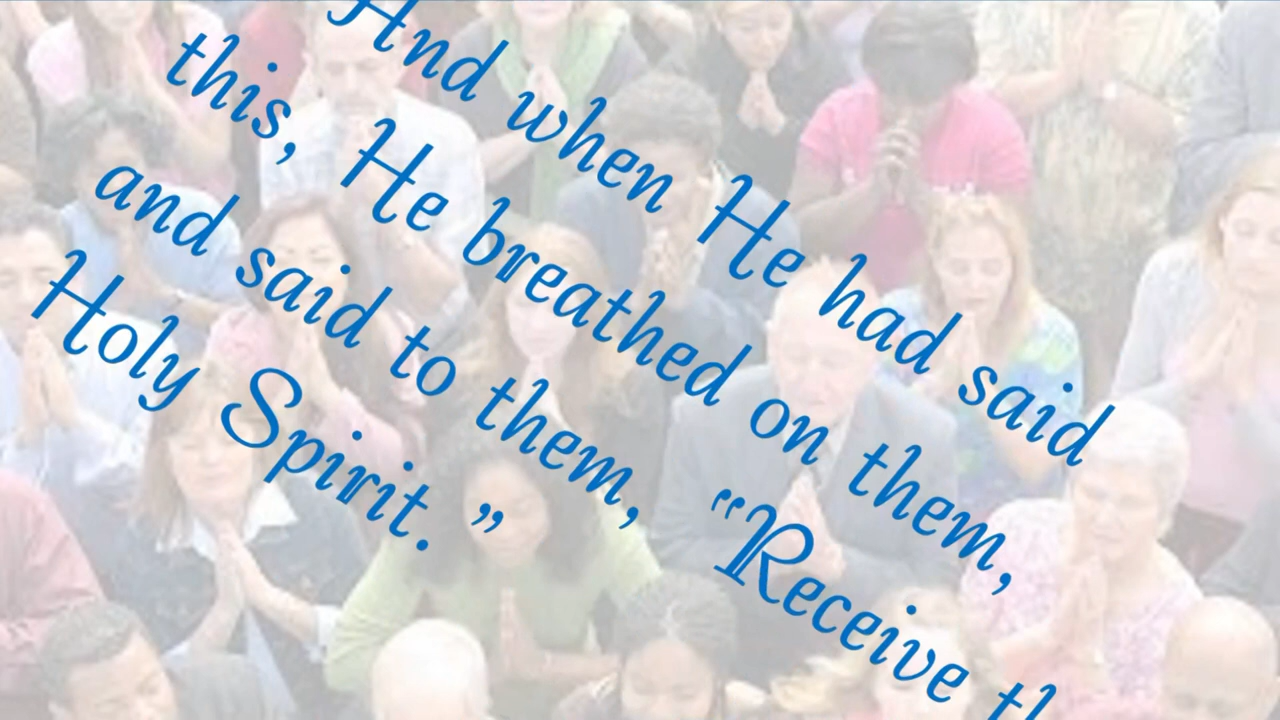 And when He had said
this, He breathed on them,
and said to them, “Receive th
Holy Spirit.”